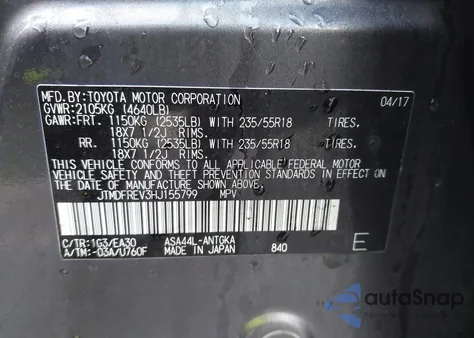 MFD.BY:TOYOTA MOTOR CORPORATION 04/17
GVWR:2105KG (4640LB)
GAWR:FRT. 1150KG (2535LB) WITH 235/55R18 TIRES.
18X7 1/2J RIMS.
RR. 1150KG (2535LB) WITH 235/55R18 TIRES.
18X7 1/2J RIMS.
THIS VEHICLE CONFORMS TO ALL APPLICABLE FEDERAL MOTOR
VEHICLE SAFETY AND THEFT PREVENTION STANDARDS IN EFFECT
ON THE DATE OF MANUFACTURE SHOWN ABOVE.
JTMDFREV3HJ155799 MPV
C/TR:1G3/EA30 ASA44L-ANTGKA
A/TM:-03A/U760F MADE IN JAPAN 840 E
autoSnap